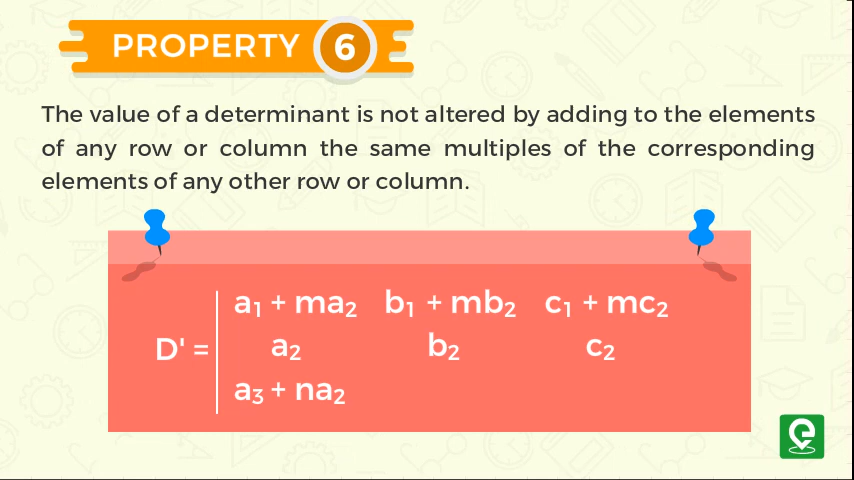 PROPERTY 6
The value of a determinant is not altered by adding to the elements
of any row or column the same multiples of the corresponding
elements of any other row or column.
a₁ + ma₂ b₁ + mb₂ c₁ + mc₂
D' = a₂ b₂ c₂
a₃ + na₂